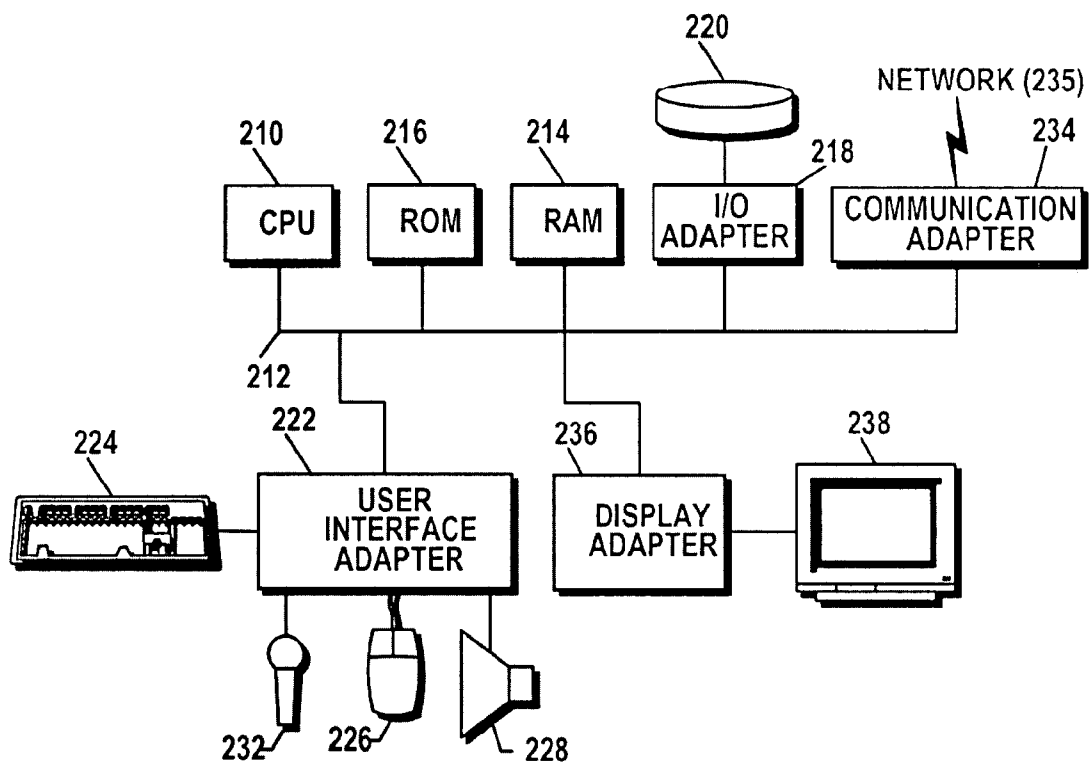 220
NETWORK (235)
210
216
214
218
234
CPU
ROM
RAM
I/O
ADAPTER
COMMUNICATION
ADAPTER
212
222
224
236
238
USER
INTERFACE
ADAPTER
DISPLAY
ADAPTER
232
226
228